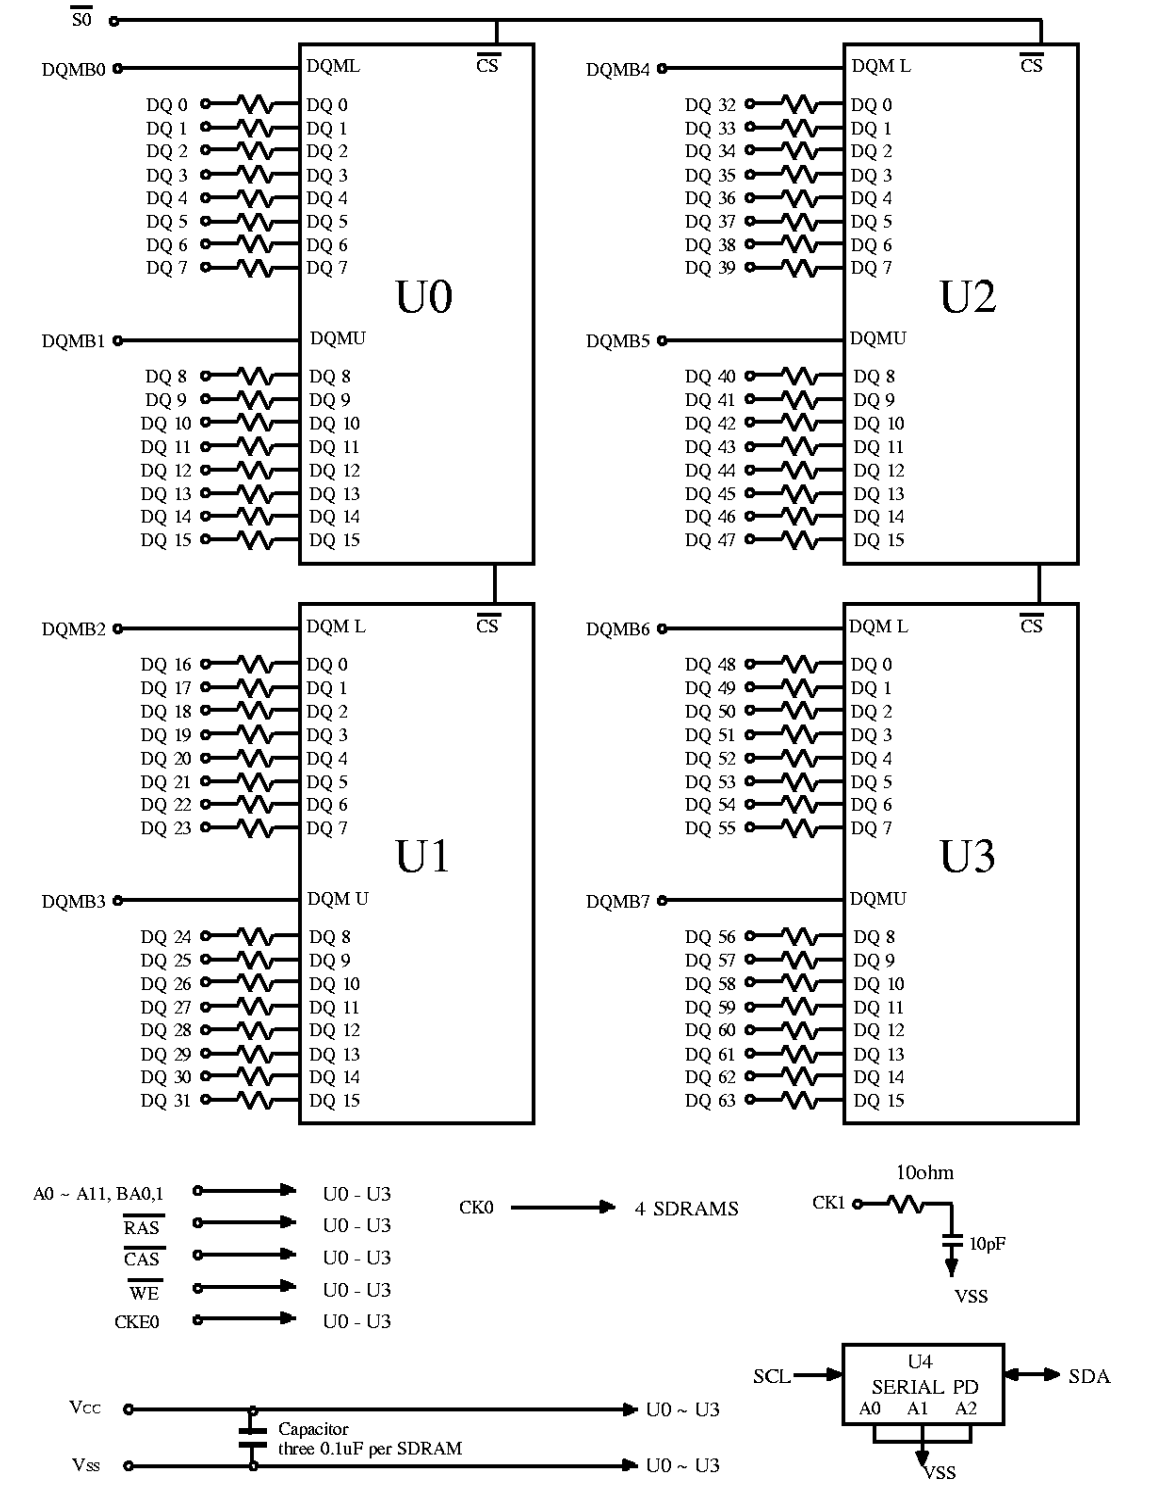 S0
DQMB0 DQML CS
DQ 0 DQ 0
DQ 1 DQ 1
DQ 2 DQ 2
DQ 3 DQ 3
DQ 4 DQ 4
DQ 5 DQ 5
DQ 6 DQ 6
DQ 7 DQ 7
U0
DQMB1 DQMU
DQ 8 DQ 8
DQ 9 DQ 9
DQ 10 DQ 10
DQ 11 DQ 11
DQ 12 DQ 12
DQ 13 DQ 13
DQ 14 DQ 14
DQ 15 DQ 15
DQMB2 DQM L CS
DQ 16 DQ 0
DQ 17 DQ 1
DQ 18 DQ 2
DQ 19 DQ 3
DQ 20 DQ 4
DQ 21 DQ 5
DQ 22 DQ 6
DQ 23 DQ 7
U1
DQMB3 DQM U
DQ 24 DQ 8
DQ 25 DQ 9
DQ 26 DQ 10
DQ 27 DQ 11
DQ 28 DQ 12
DQ 29 DQ 13
DQ 30 DQ 14
DQ 31 DQ 15
DQMB4 DQM L CS
DQ 32 DQ 0
DQ 33 DQ 1
DQ 34 DQ 2
DQ 35 DQ 3
DQ 36 DQ 4
DQ 37 DQ 5
DQ 38 DQ 6
DQ 39 DQ 7
U2
DQMB5 DQMU
DQ 40 DQ 8
DQ 41 DQ 9
DQ 42 DQ 10
DQ 43 DQ 11
DQ 44 DQ 12
DQ 45 DQ 13
DQ 46 DQ 14
DQ 47 DQ 15
DQMB6 DQM L CS
DQ 48 DQ 0
DQ 49 DQ 1
DQ 50 DQ 2
DQ 51 DQ 3
DQ 52 DQ 4
DQ 53 DQ 5
DQ 54 DQ 6
DQ 55 DQ 7
U3
DQMB7 DQMU
DQ 56 DQ 8
DQ 57 DQ 9
DQ 58 DQ 10
DQ 59 DQ 11
DQ 60 DQ 12
DQ 61 DQ 13
DQ 62 DQ 14
DQ 63 DQ 15
A0 ~ A11, BA0,1 U0 - U3
RAS U0 - U3
CAS U0 - U3
WE U0 - U3
CKE0 U0 - U3
CK0 4 SDRAMS
10ohm
CK1
10pF
VSS
Vcc U0 ~ U3
Capacitor
three 0.1uF per SDRAM
Vss U0 ~ U3
U4
SCL SERIAL PD SDA
A0 A1 A2
VSS